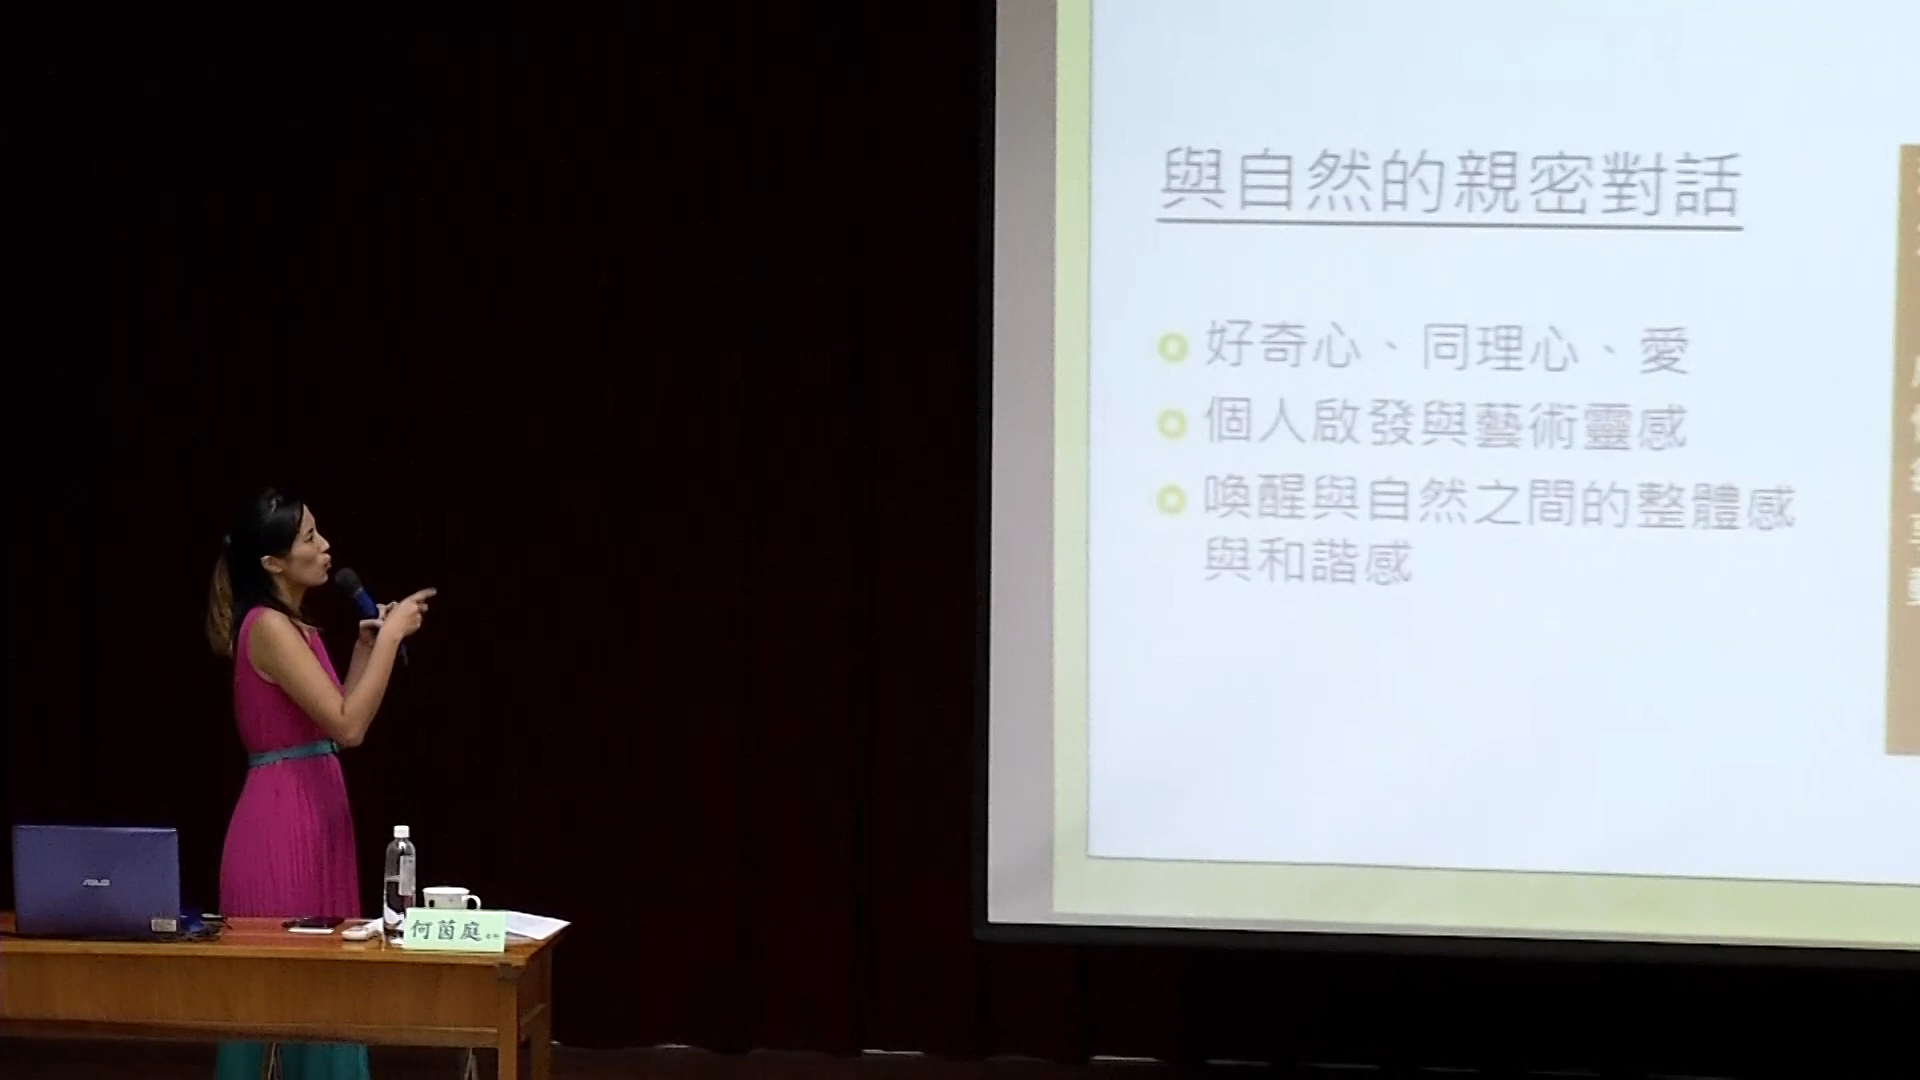 與自然的親密對話
好奇心、同理心、愛
個人啟發與藝術靈感
喚醒與自然之間的整體感
與和諧感
ASUS
何茵庭